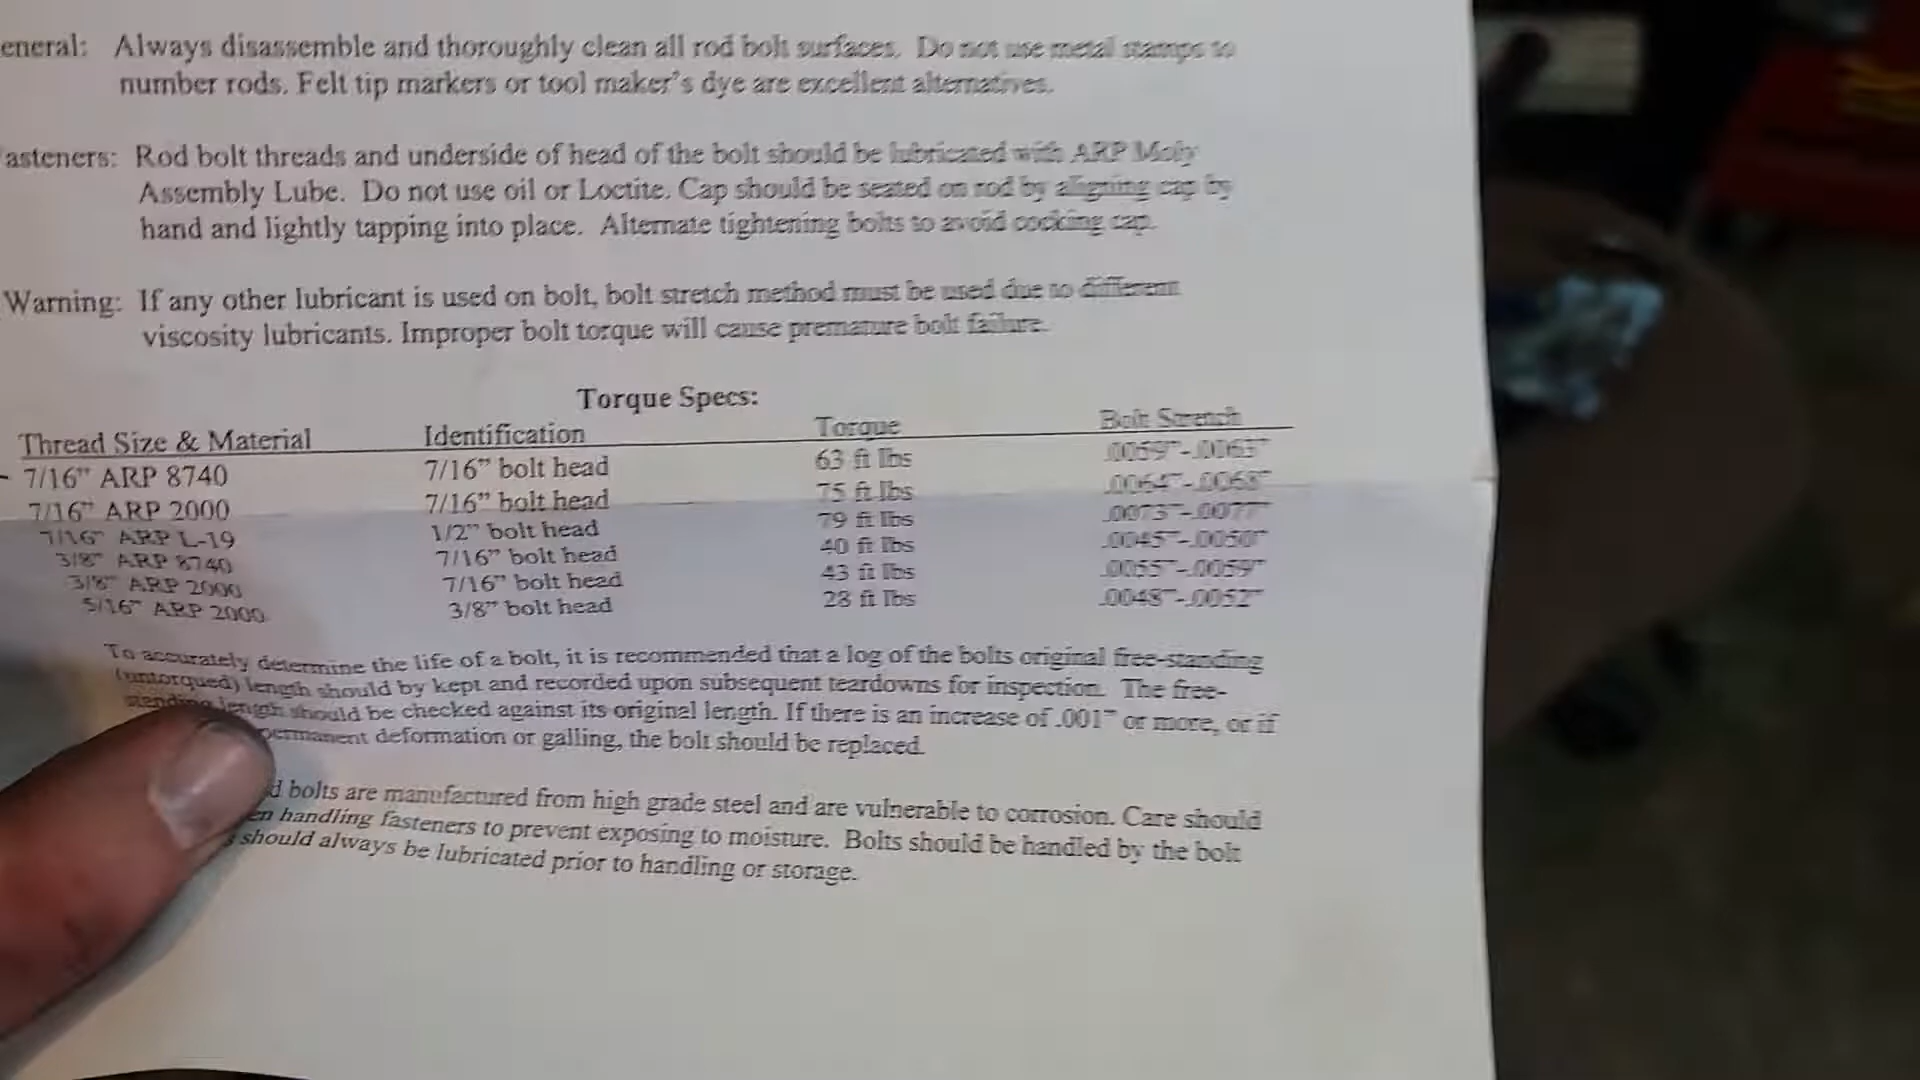 eneral: Always disassemble and thoroughly clean all rod bolt surfaces. Do not use metal stamps to
number rods. Felt tip markers or tool maker's dye are excellent alternatives.
asteners: Rod bolt threads and underside of head of the bolt should be lubricated with ARP Moly
Assembly Lube. Do not use oil or Loctite. Cap should be seated on rod by aligning cap by
hand and lightly tapping into place. Alternate tightening bolts to avoid cocking cap.
Warning: If any other lubricant is used on bolt, bolt stretch method must be used due to different
viscosity lubricants. Improper bolt torque will cause premature bolt failure.
Torque Specs:
Thread Size & Material Identification Torque Bolt Stretch
7/16" ARP 8740 7/16" bolt head 63 ft lbs .0059"-.0063"
7/16" ARP 2000 7/16" bolt head 75 ft lbs .0064"-.0068"
7/16" ARP L-19 1/2" bolt head 79 ft lbs .0073"-.0077"
3/8" ARP 8740 7/16" bolt head 40 ft lbs .0045"-.0050"
3/8" ARP 2000 7/16" bolt head 43 ft lbs .0055"-.0059"
5/16" ARP 2000 3/8" bolt head 28 ft lbs .0048"-.0052"
To accurately determine the life of a bolt, it is recommended that a log of the bolts original free-standing
(untorqued) length should by kept and recorded upon subsequent teardowns for inspection. The free-
standing length should be checked against its original length. If there is an increase of .001" or more, or if
permanent deformation or galling, the bolt should be replaced.
d bolts are manufactured from high grade steel and are vulnerable to corrosion. Care should
en handling fasteners to prevent exposing to moisture. Bolts should be handled by the bolt
s should always be lubricated prior to handling or storage.